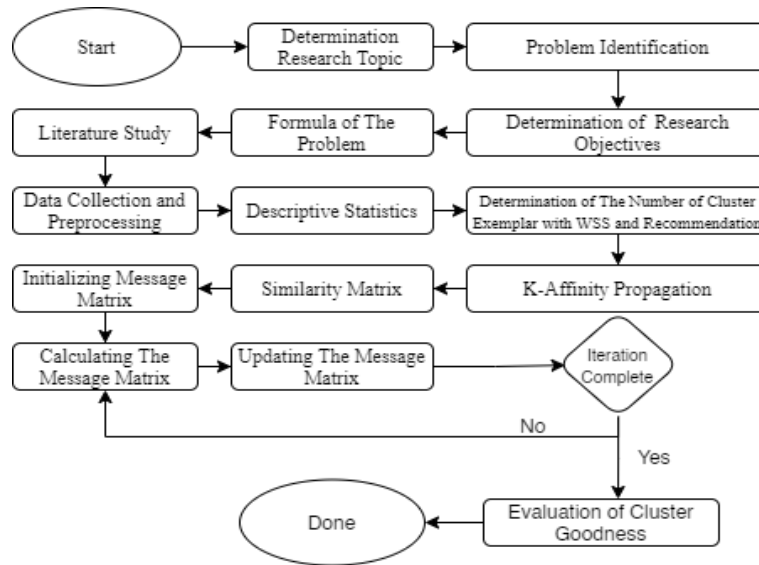 Start
Determination
Research Topic
Problem Identification
Literature Study
Formula of The
Problem
Determination of Research
Objectives
Data Collection and
Preprocessing
Descriptive Statistics
Determination of The Number of Cluster
Exemplar with WSS and Recommendation
Initializing Message
Matrix
Similarity Matrix
K-Affinity Propagation
Calculating The
Message Matrix
Updating The Message
Matrix
Iteration
Complete
No
Yes
Done
Evaluation of Cluster
Goodness